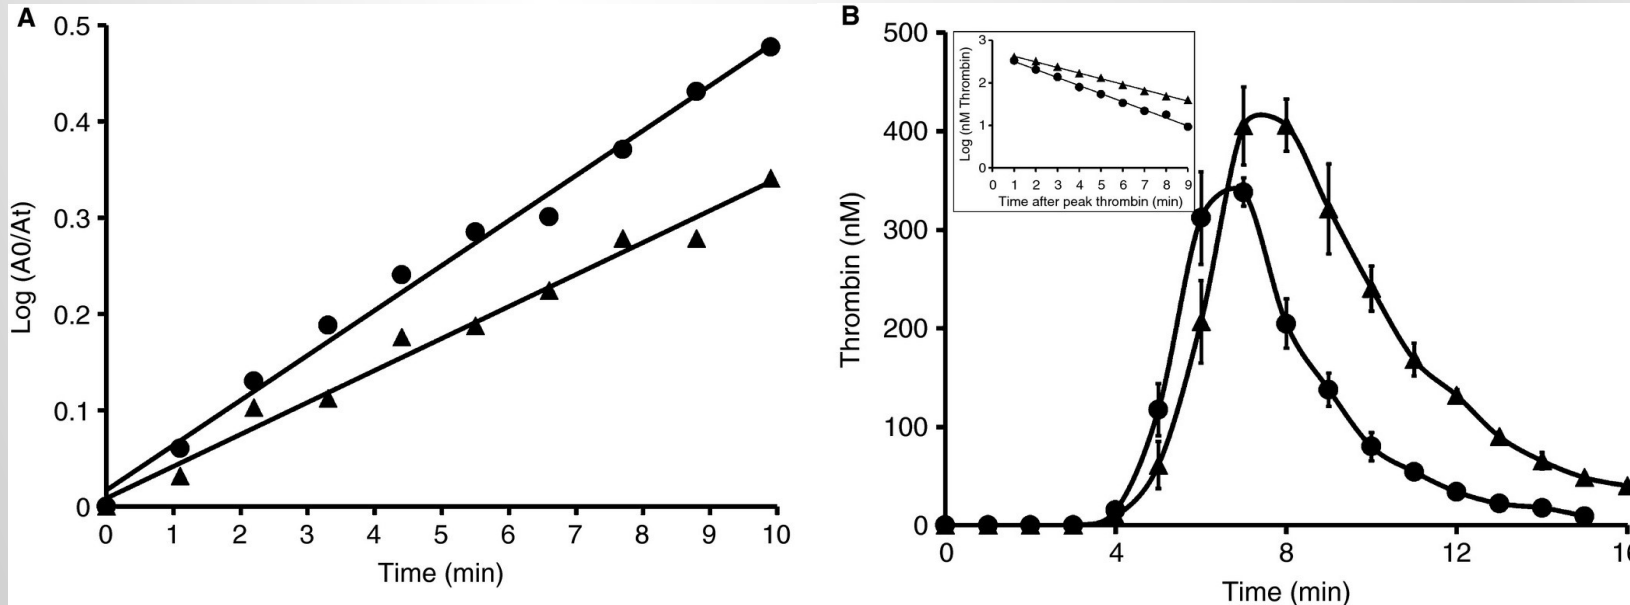 A
Log (A0/At)
0.5
0.4
0.3
0.2
0.1
0
0 1 2 3 4 5 6 7 8 9 10
Time (min)
B
Thrombin (nM)
500
400
300
200
100
0
0 4 8 12 16
Time (min)
Log (nM Thrombin)
3
2
1
0
0 1 2 3 4 5 6 7 8 9
Time after peak thrombin (min)